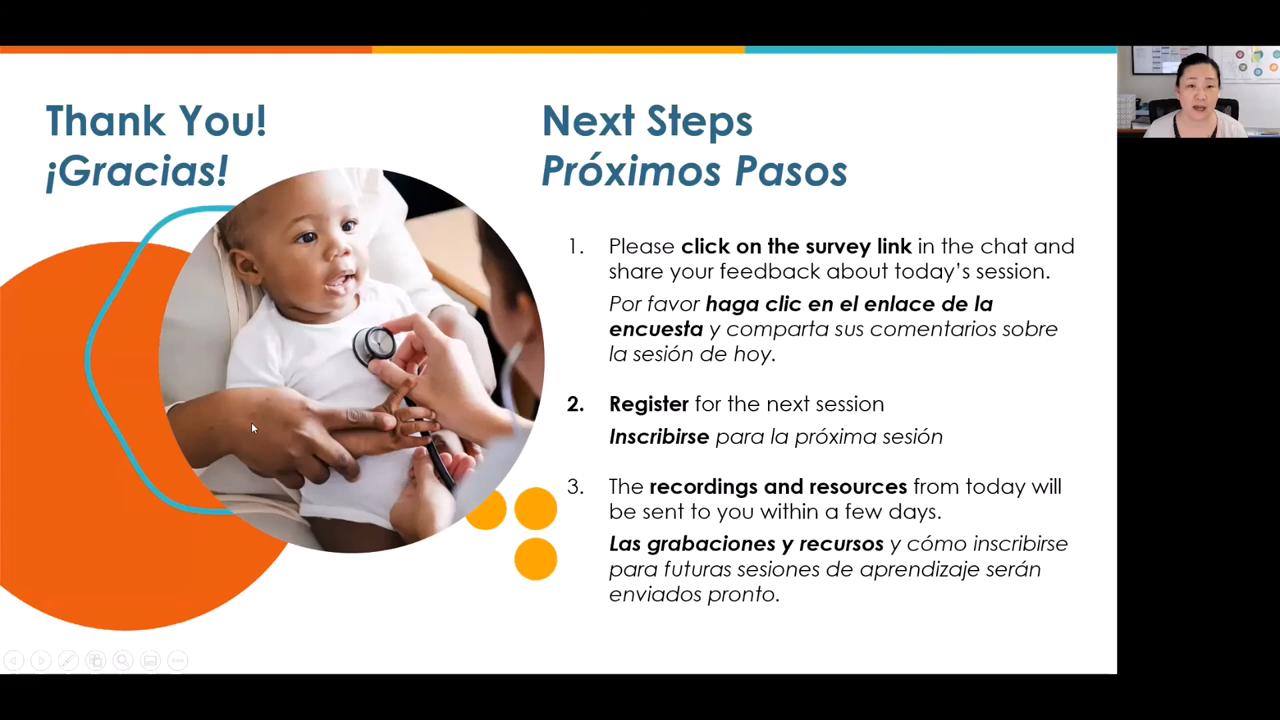 Thank You!
¡Gracias!
Next Steps
Próximos Pasos
1. Please click on the survey link in the chat and
share your feedback about today's session.
Por favor haga clic en el enlace de la
encuesta y comparta sus comentarios sobre
la sesión de hoy.
2. Register for the next session
Inscribirse para la próxima sesión
3. The recordings and resources from today will
be sent to you within a few days.
Las grabaciones y recursos y cómo inscribirse
para futuras sesiones de aprendizaje serán
enviados pronto.